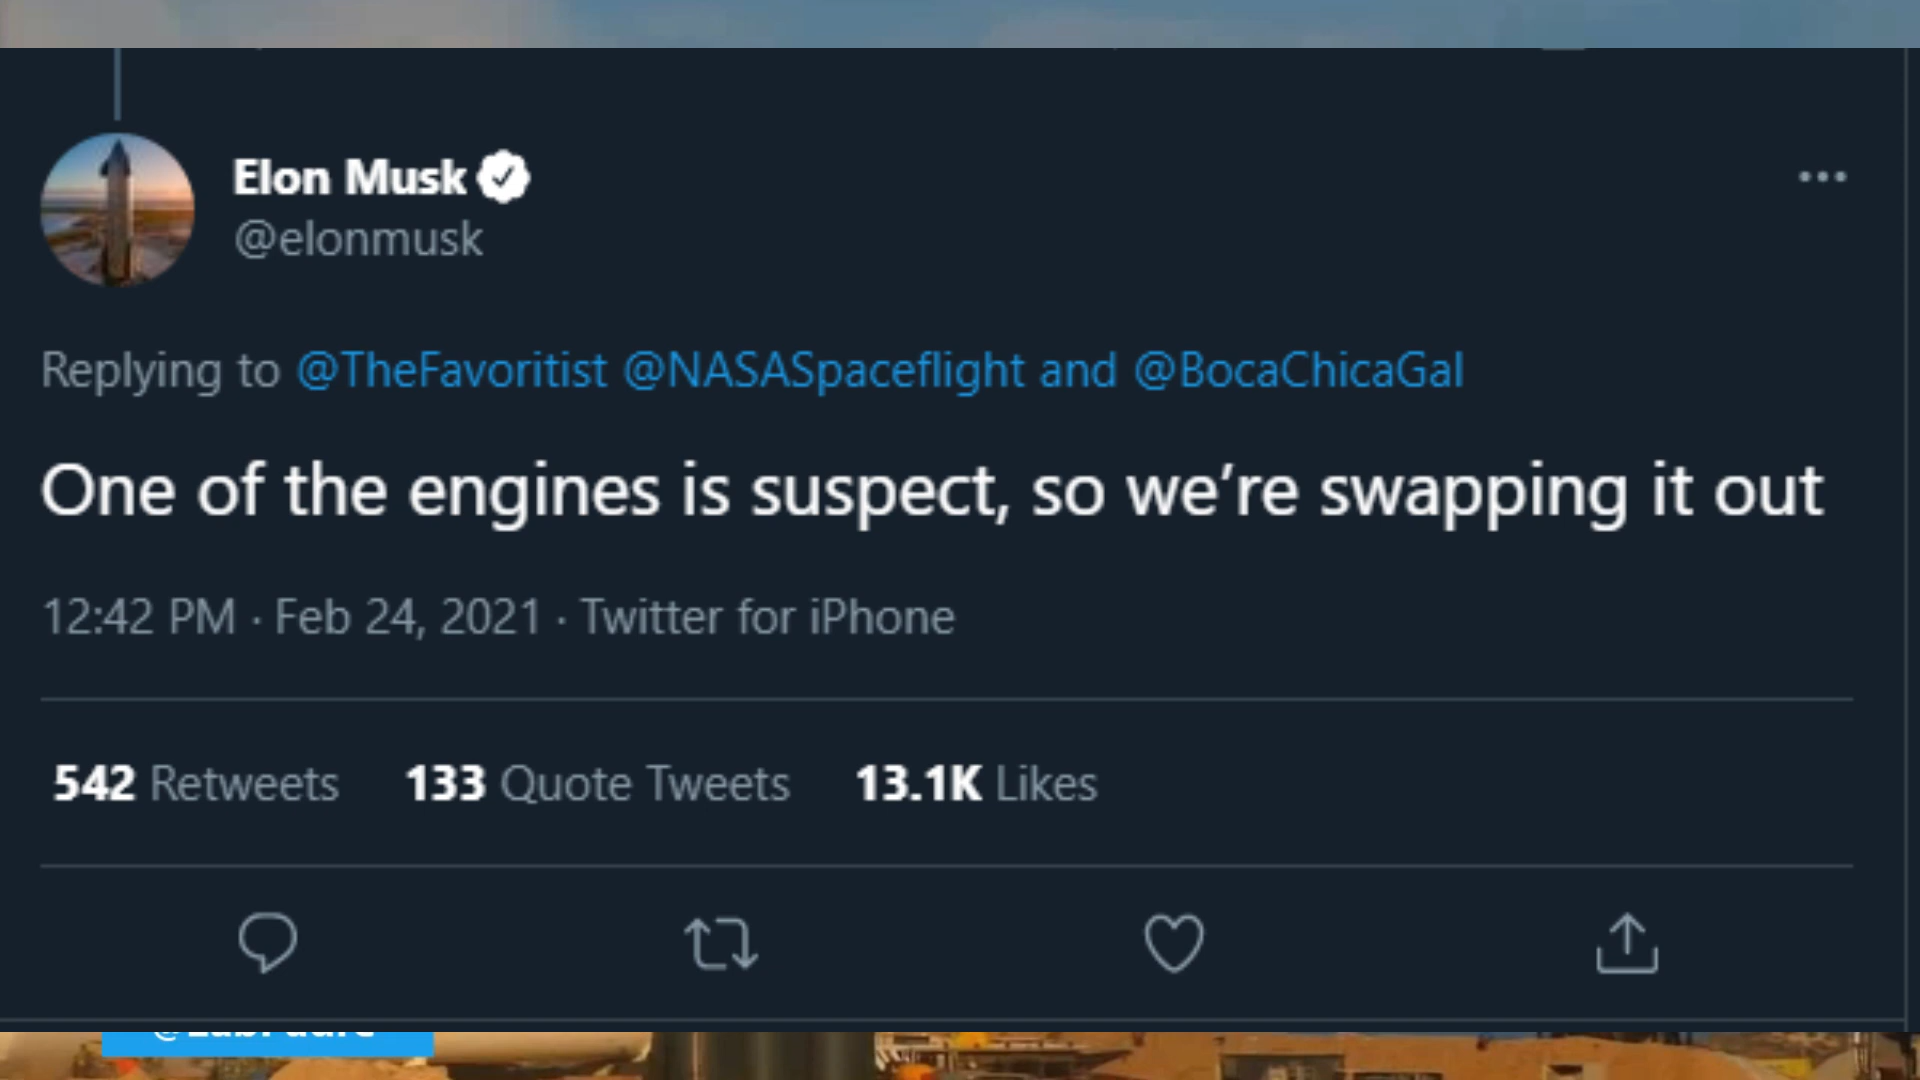 Elon Musk
@elonmusk
Replying to @TheFavoritist @NASASpaceflight and @BocaChicaGal
One of the engines is suspect, so we’re swapping it out
12:42 PM · Feb 24, 2021 · Twitter for iPhone
542 Retweets 133 Quote Tweets 13.1K Likes